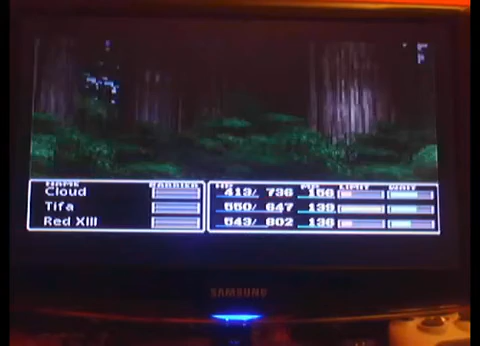 NAME BARRIER HP MP LIMIT WAIT
Cloud 413/ 736 156
Tifa 550/ 647 139
Red XIII 543/ 602 136
SAMSUNG